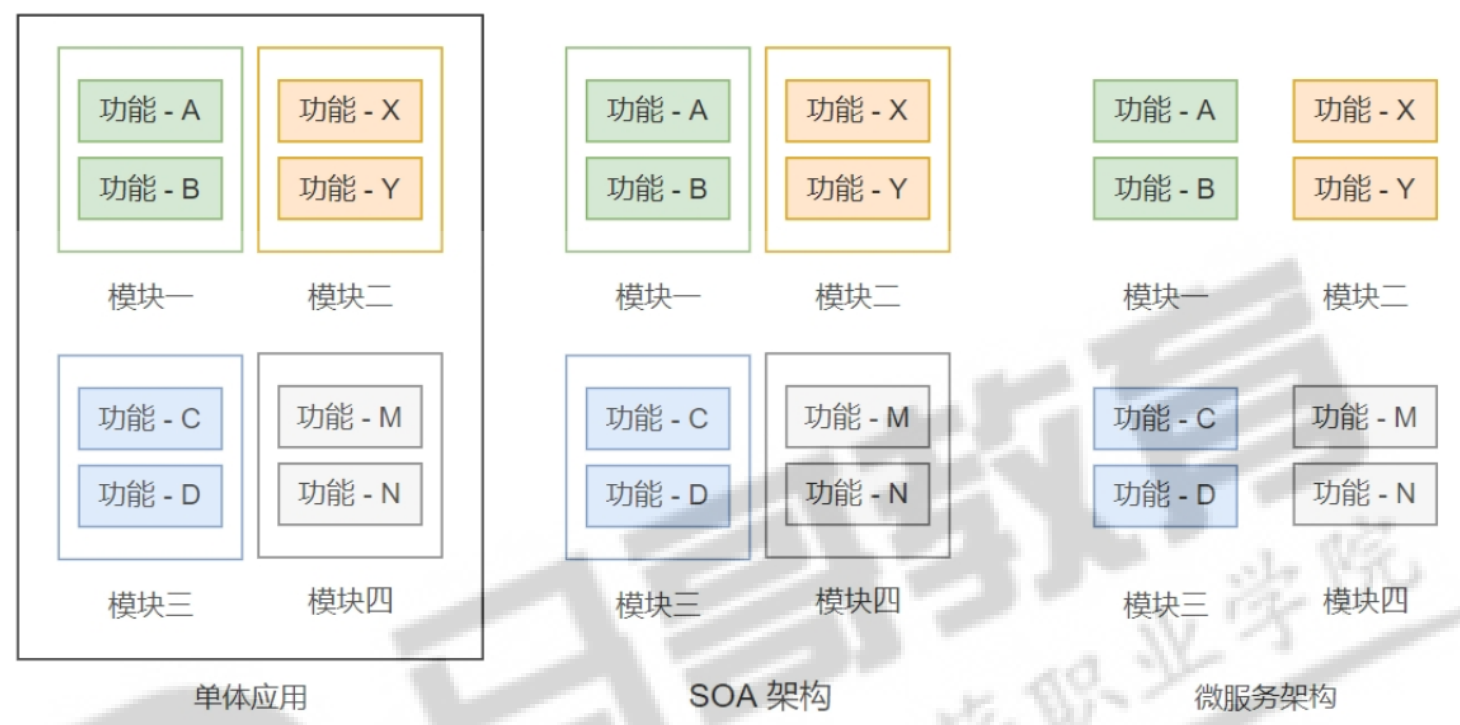 功能 - A
功能 - B
模块一
功能 - X
功能 - Y
模块二
功能 - C
功能 - D
模块三
功能 - M
功能 - N
模块四
单体应用
功能 - A
功能 - B
模块一
功能 - X
功能 - Y
模块二
功能 - C
功能 - D
模块三
功能 - M
功能 - N
模块四
SOA 架构
功能 - A
功能 - B
模块一
功能 - X
功能 - Y
模块二
功能 - C
功能 - D
模块三
功能 - M
功能 - N
模块四
微服务架构
教育
职业学院